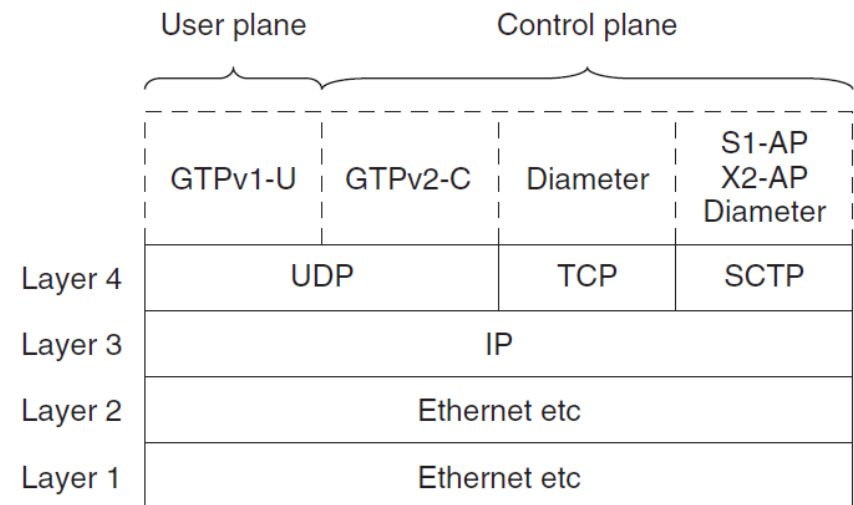 User plane
Control plane
GTPv1-U
GTPv2-C
Diameter
S1-AP
X2-AP
Diameter
Layer 4
UDP
TCP
SCTP
Layer 3
IP
Layer 2
Ethernet etc
Layer 1
Ethernet etc